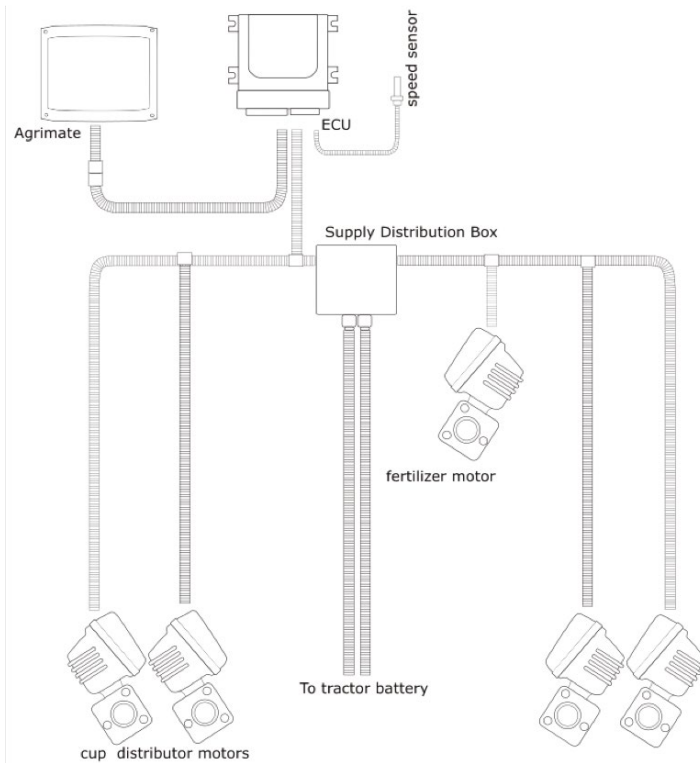 speed sensor
Agrimate
ECU
Supply Distribution Box
fertilizer motor
To tractor battery
cup distributor motors